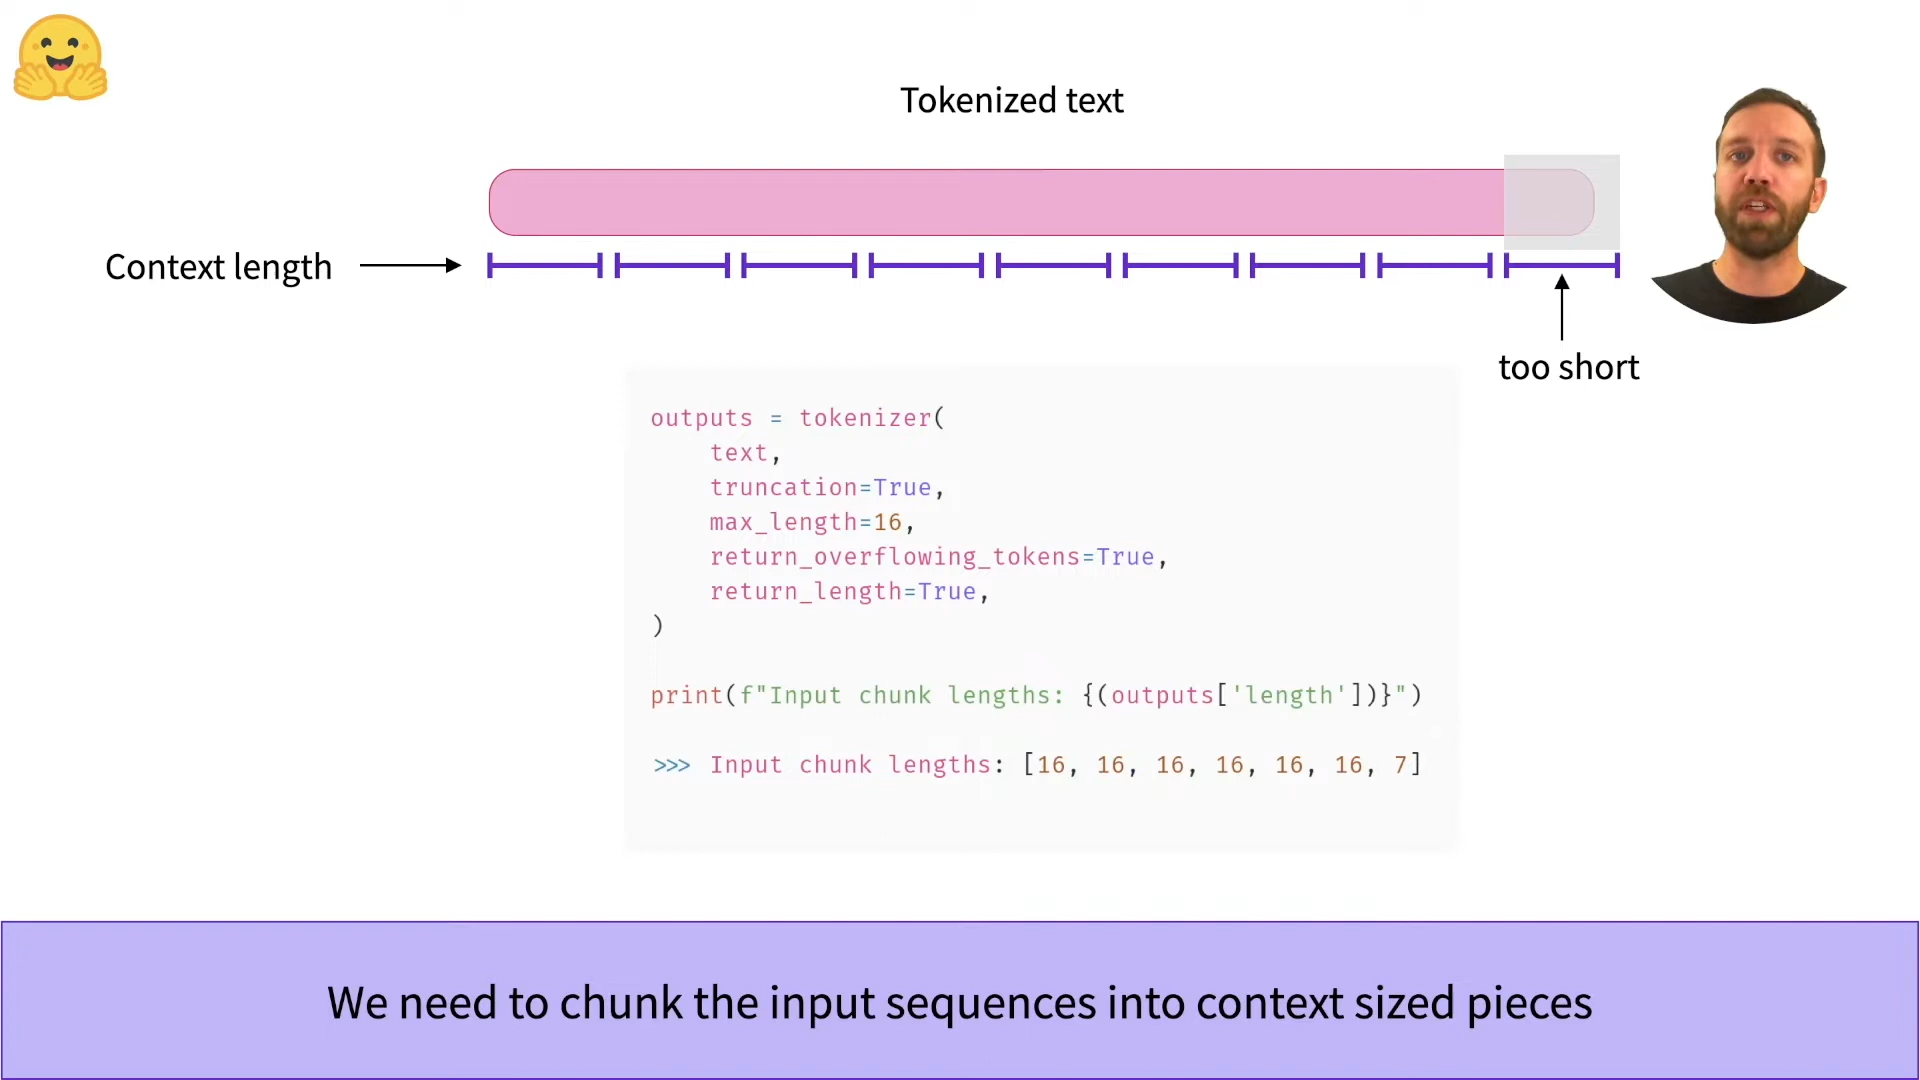 Tokenized text
Context length
too short
outputs = tokenizer(
    text,
    truncation=True,
    max_length=16,
    return_overflowing_tokens=True,
    return_length=True,
)
print(f"Input chunk lengths: {(outputs['length'])}")
>>> Input chunk lengths: [16, 16, 16, 16, 16, 16, 7]
We need to chunk the input sequences into context sized pieces